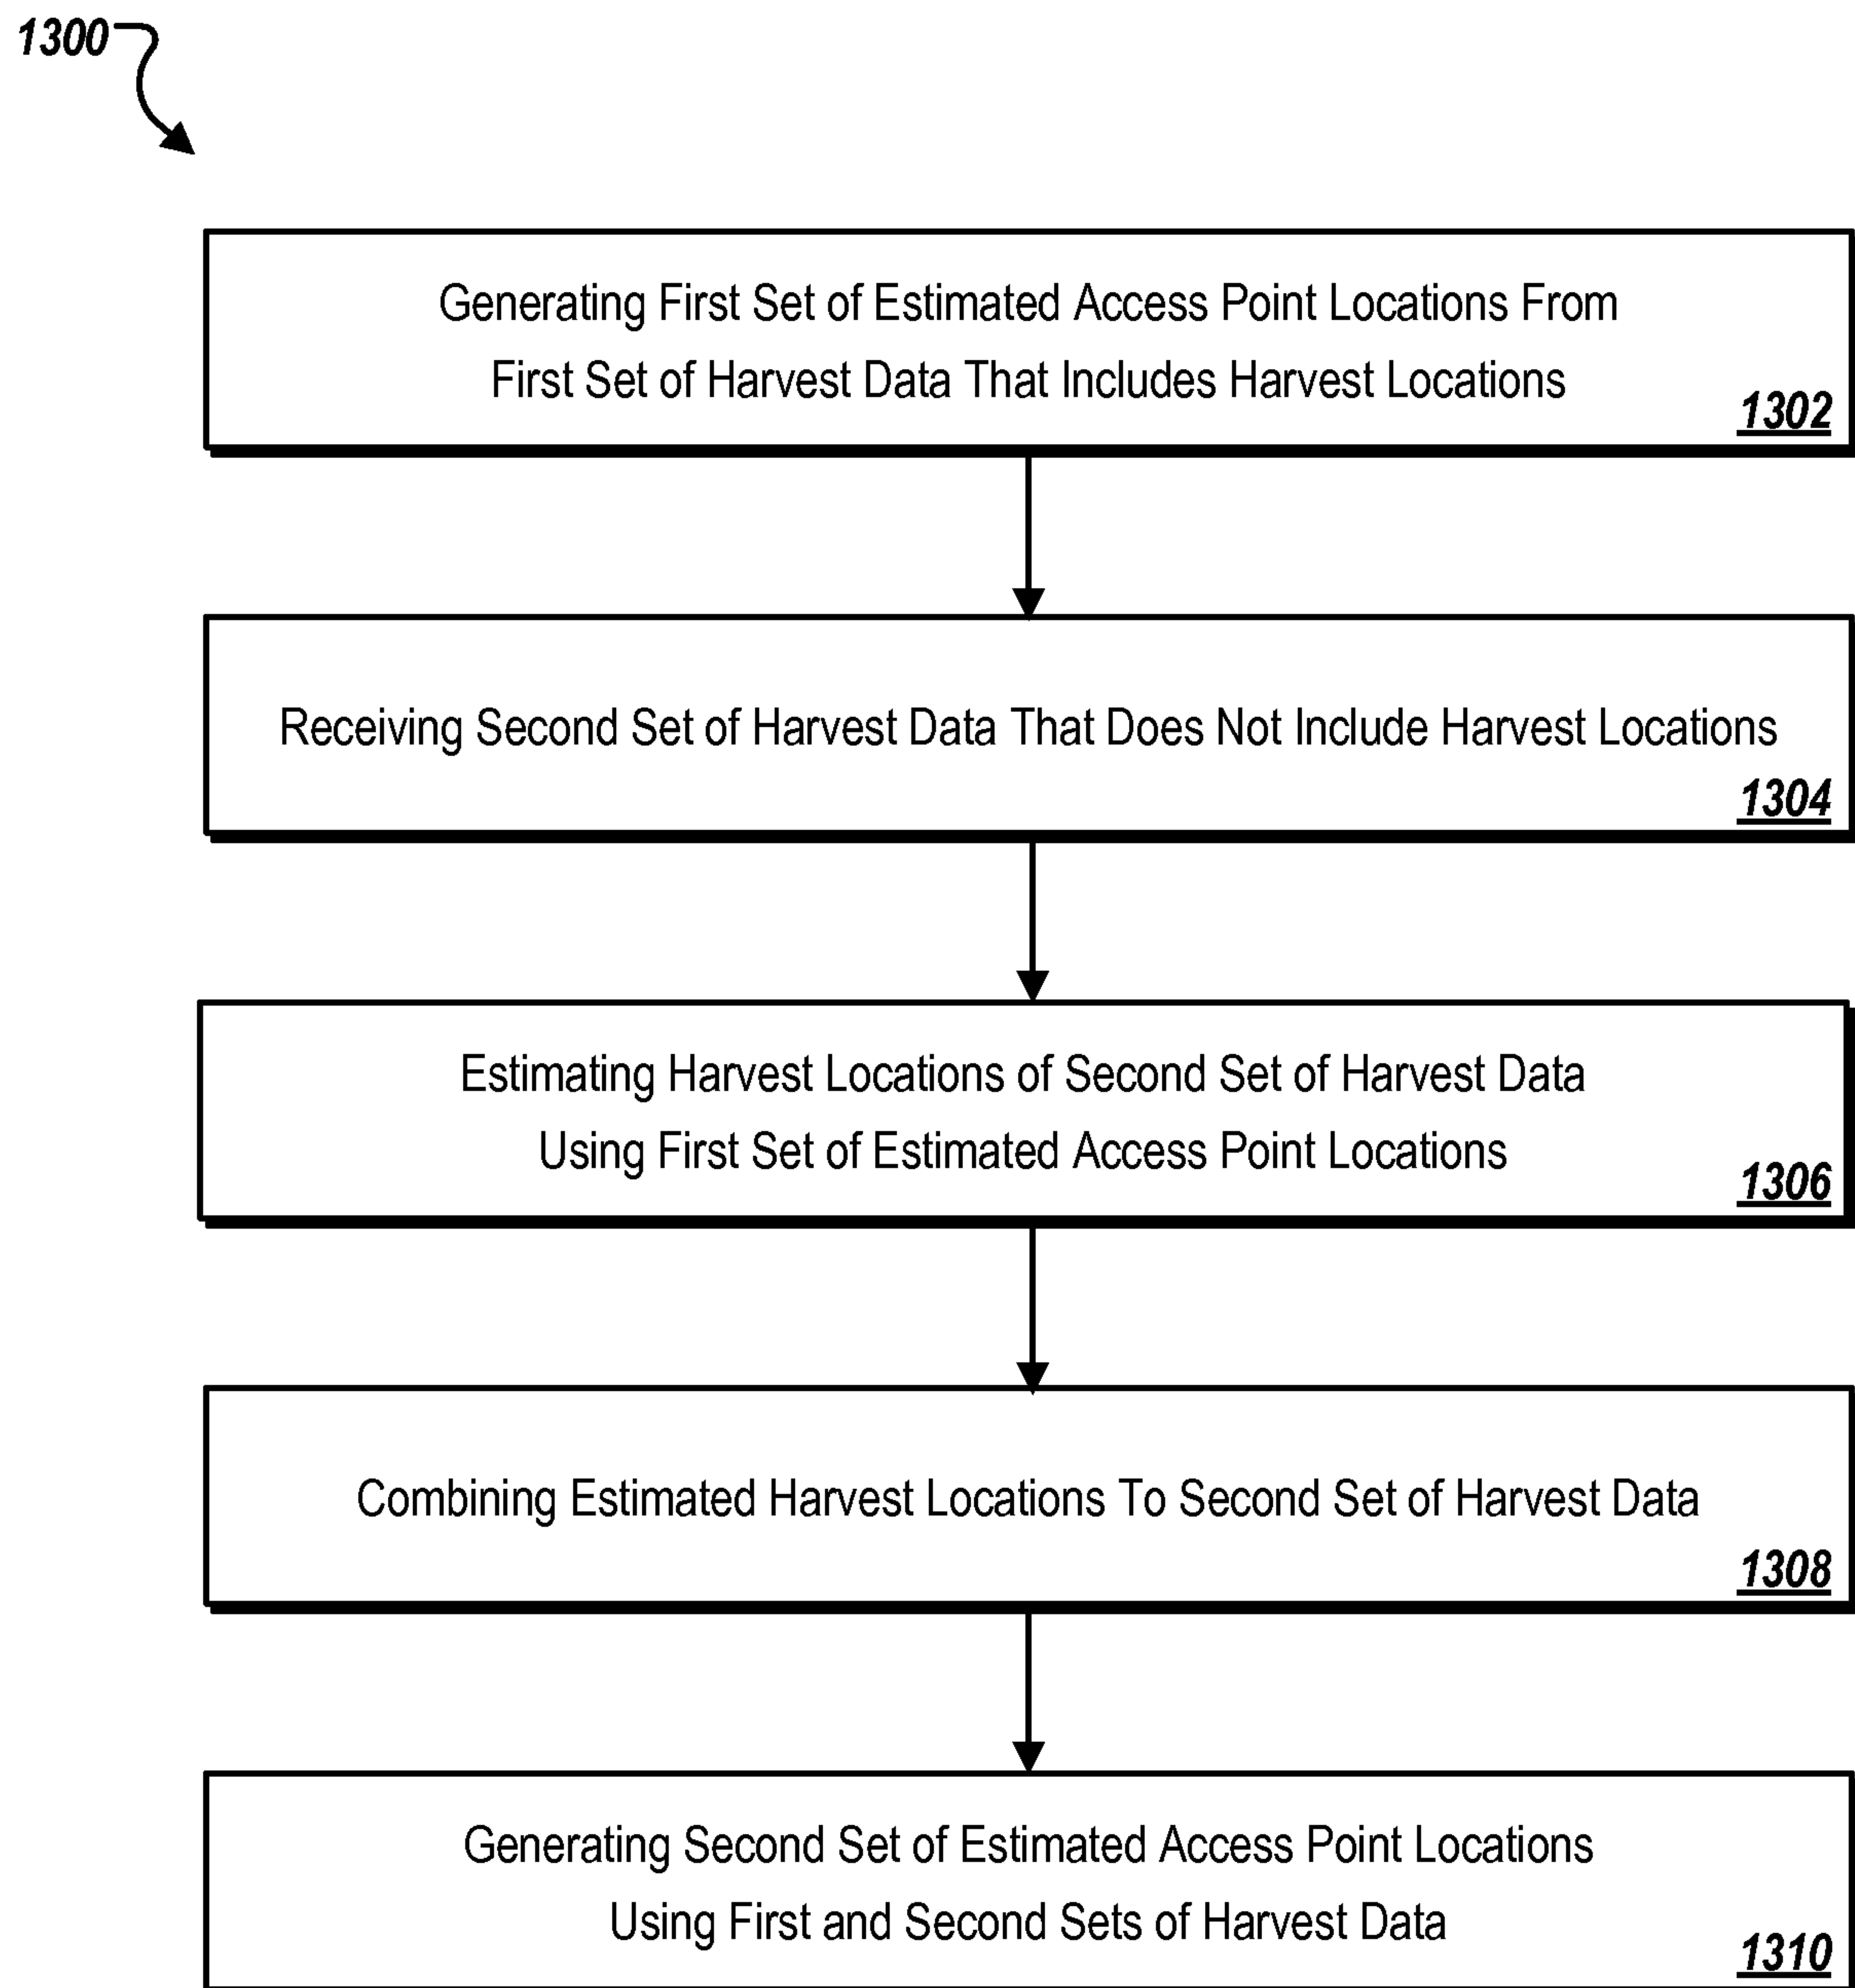 1300
Generating First Set of Estimated Access Point Locations From
First Set of Harvest Data That Includes Harvest Locations
1302
Receiving Second Set of Harvest Data That Does Not Include Harvest Locations
1304
Estimating Harvest Locations of Second Set of Harvest Data
Using First Set of Estimated Access Point Locations
1306
Combining Estimated Harvest Locations To Second Set of Harvest Data
1308
Generating Second Set of Estimated Access Point Locations
Using First and Second Sets of Harvest Data
1310